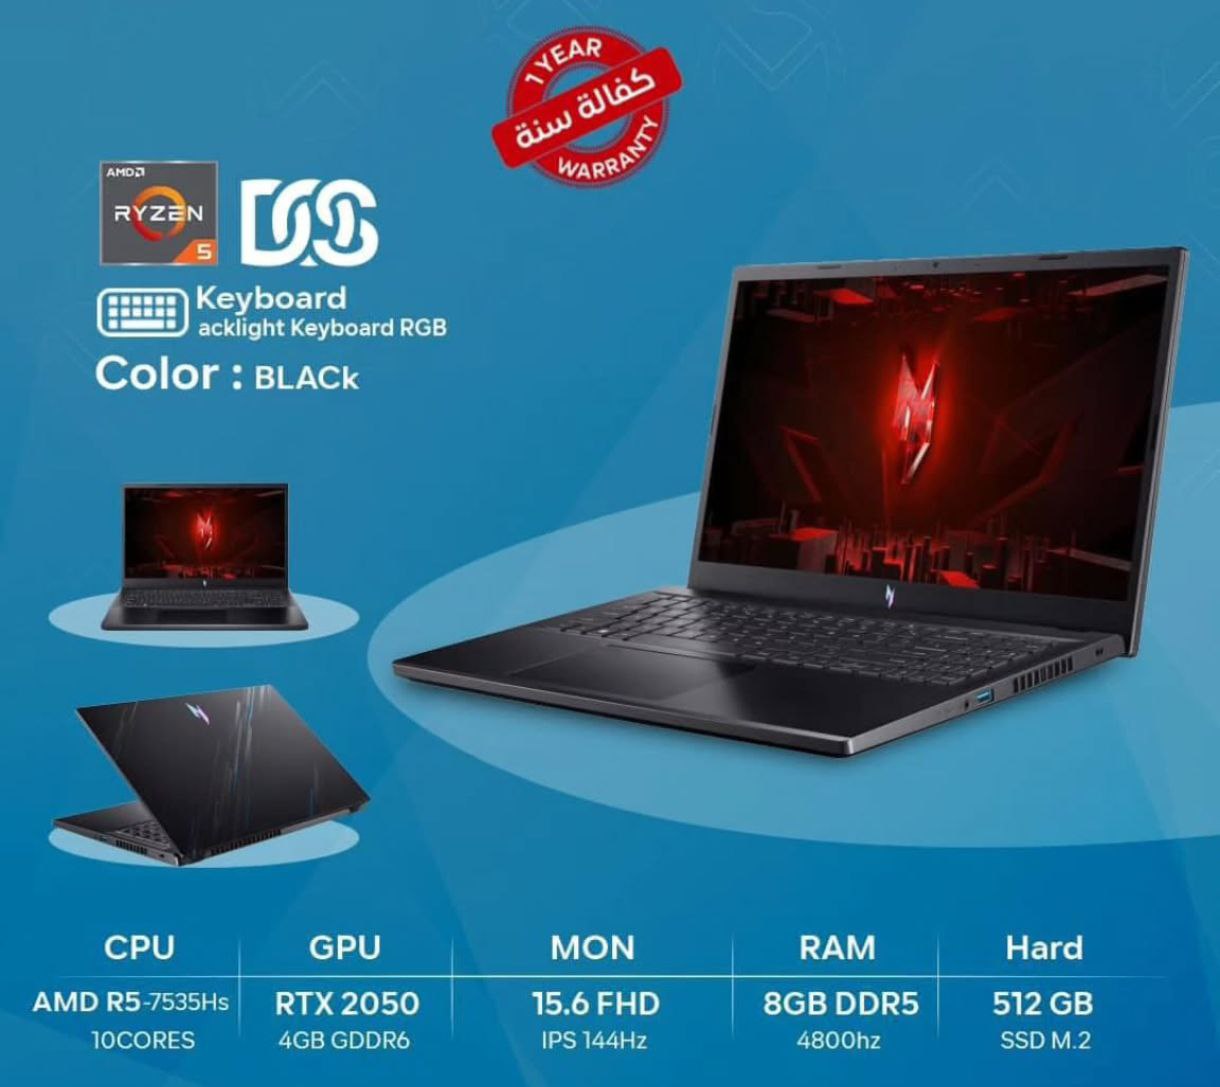 1 YEAR
كفالة سنة
WARRANTY
AMD
RYZEN
5
DOS
Keyboard
acklight Keyboard RGB
Color : BLACk
CPU
GPU
MON
RAM
Hard
AMD R5-7535Hs
RTX 2050
15.6 FHD
8GB DDR5
512 GB
10CORES
4GB GDDR6
IPS 144Hz
4800hz
SSD M.2